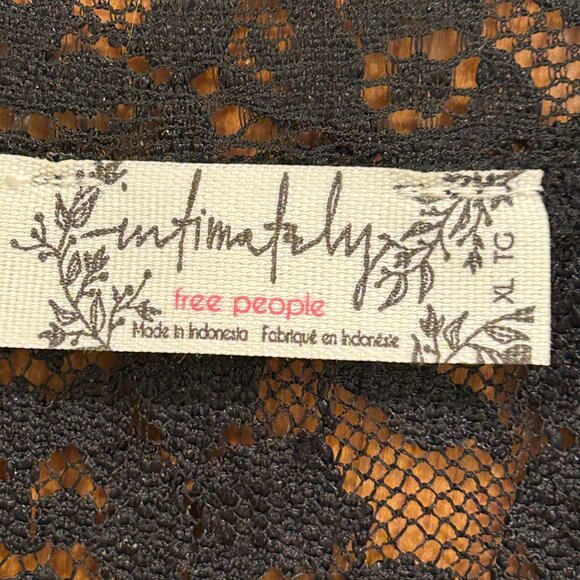 intimately
free people
Made in Indonesia Fabriqué en Indonésie
XL TG